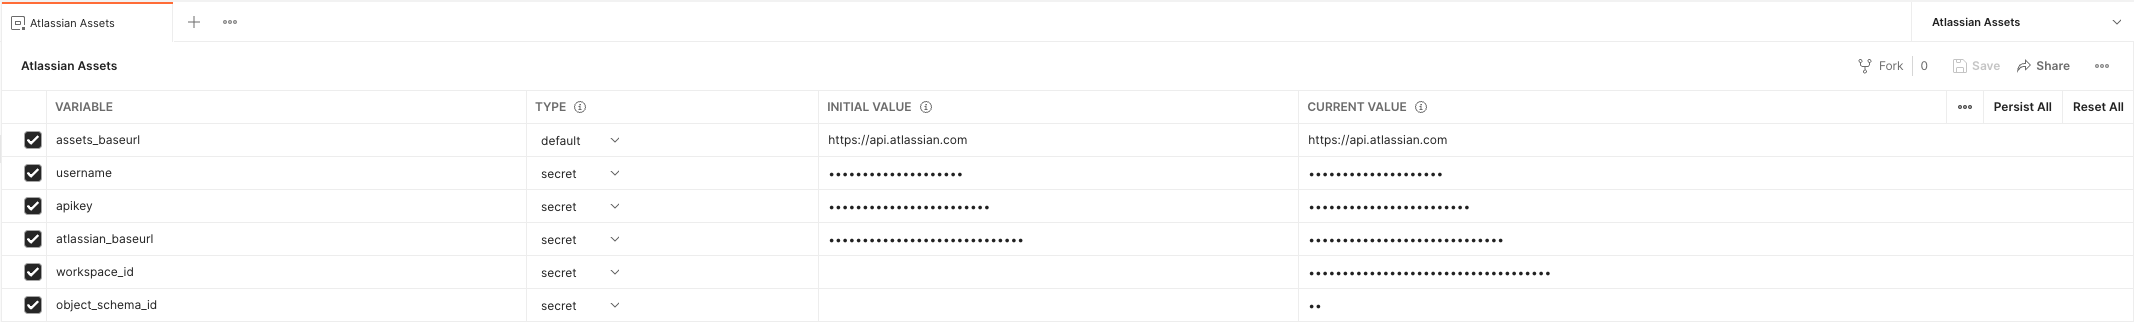 Atlassian Assets
Atlassian Assets
Atlassian Assets
Fork 0 Save Share
VARIABLE TYPE INITIAL VALUE CURRENT VALUE Persist All Reset All
assets_baseurl default https://api.atlassian.com https://api.atlassian.com
username secret •••••••••••••••••••• ••••••••••••••••••••
apikey secret •••••••••••••••••••••••• ••••••••••••••••••••••••
atlassian_baseurl secret ••••••••••••••••••••••••••••• •••••••••••••••••••••••••••••
workspace_id secret ••••••••••••••••••••••••••••••••••••
object_schema_id secret ••